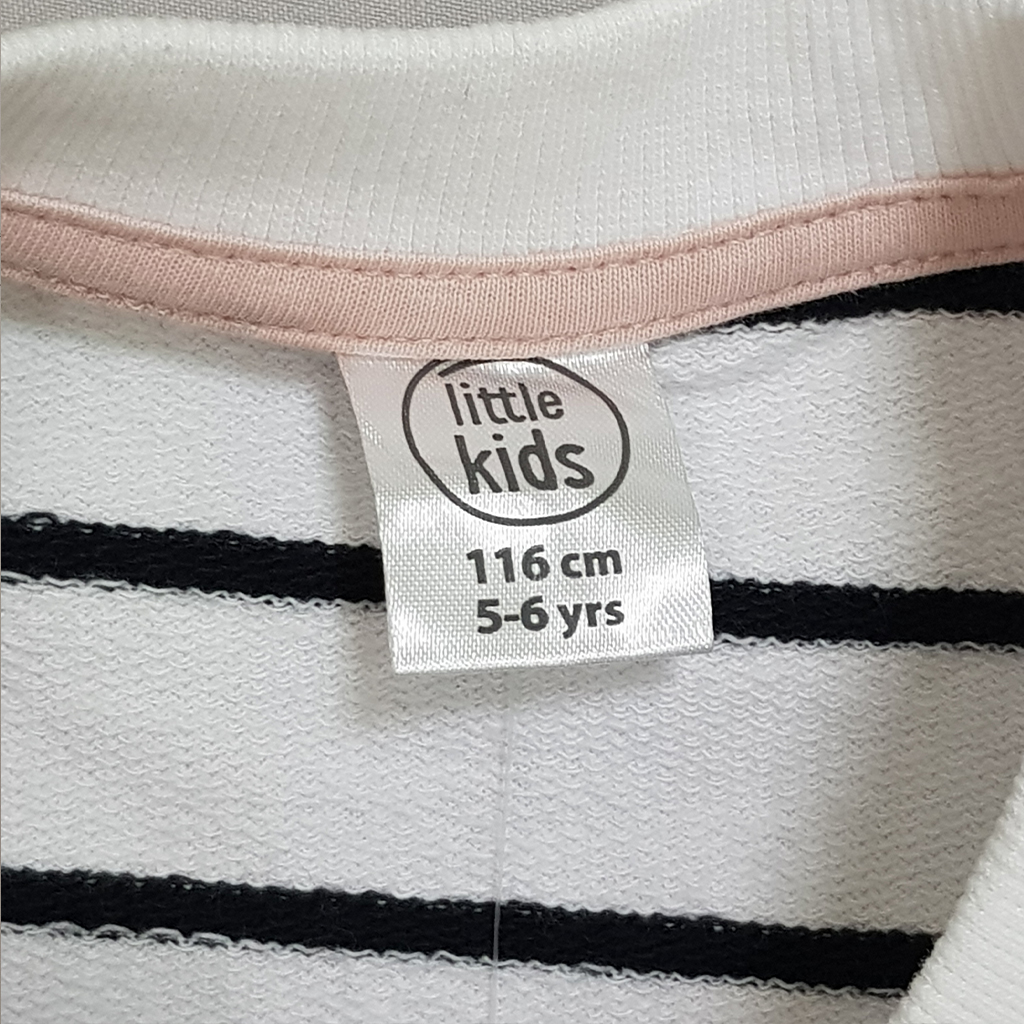 little
kids
116 cm
5-6 yrs